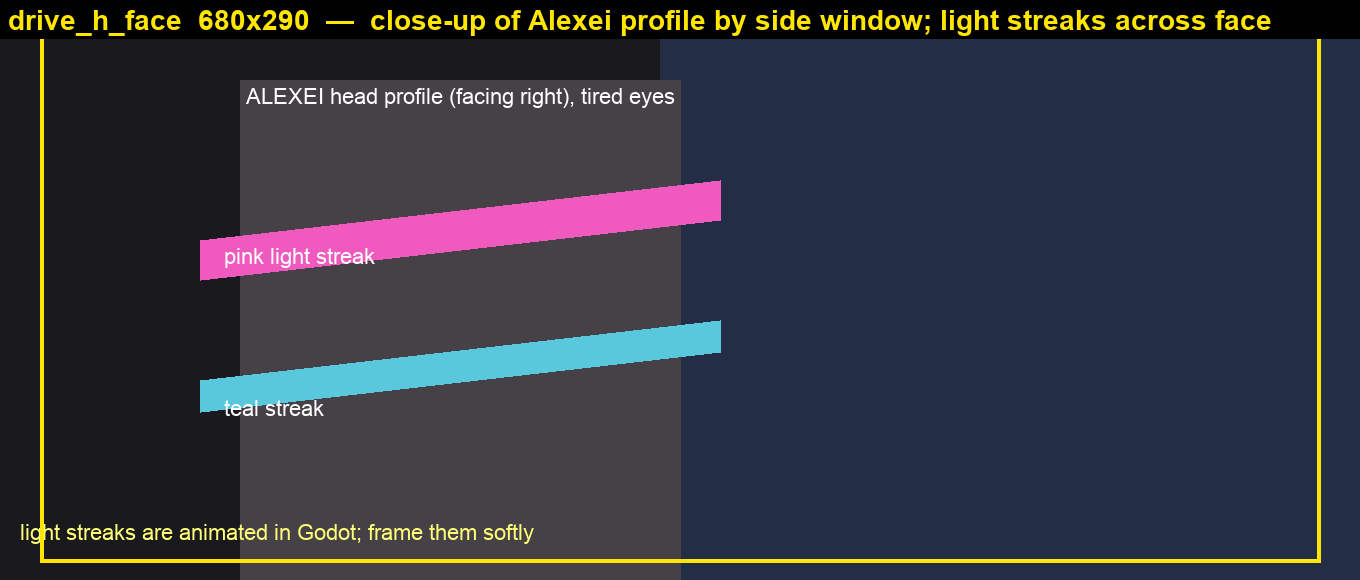 drive_h_face 680x290 — close-up of Alexei profile by side window; light streaks across face
ALEXEI head profile (facing right), tired eyes
pink light streak
teal streak
light streaks are animated in Godot; frame them softly